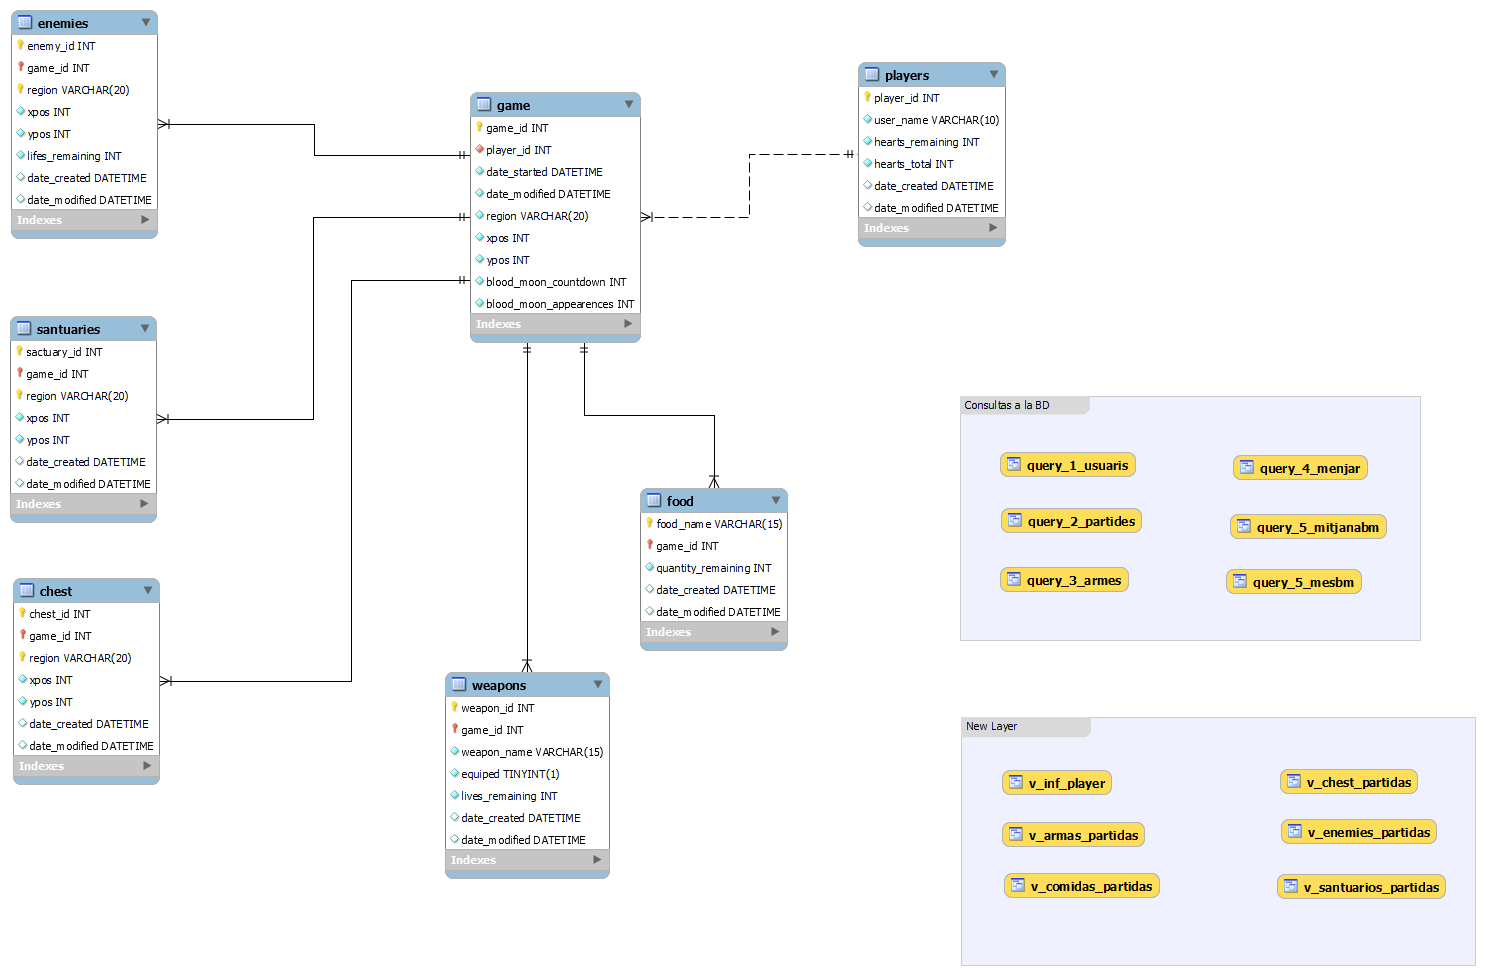 enemies
enemy_id INT
game_id INT
region VARCHAR(20)
xpos INT
ypos INT
lifes_remaining INT
date_created DATETIME
date_modified DATETIME
Indexes
santuaries
sactuary_id INT
game_id INT
region VARCHAR(20)
xpos INT
ypos INT
date_created DATETIME
date_modified DATETIME
Indexes
chest
chest_id INT
game_id INT
region VARCHAR(20)
xpos INT
ypos INT
date_created DATETIME
date_modified DATETIME
Indexes
game
game_id INT
player_id INT
date_started DATETIME
date_modified DATETIME
region VARCHAR(20)
xpos INT
ypos INT
blood_moon_countdown INT
blood_moon_appearences INT
Indexes
weapons
weapon_id INT
game_id INT
weapon_name VARCHAR(15)
equiped TINYINT(1)
lives_remaining INT
date_created DATETIME
date_modified DATETIME
Indexes
food
food_name VARCHAR(15)
game_id INT
quantity_remaining INT
date_created DATETIME
date_modified DATETIME
Indexes
players
player_id INT
user_name VARCHAR(10)
hearts_remaining INT
hearts_total INT
date_created DATETIME
date_modified DATETIME
Indexes
Consultas a la BD
query_1_usuaris
query_2_partides
query_3_armes
query_4_menjar
query_5_mitjanabm
query_5_mesbm
New Layer
v_inf_player
v_armas_partidas
v_comidas_partidas
v_chest_partidas
v_enemies_partidas
v_santuarios_partidas